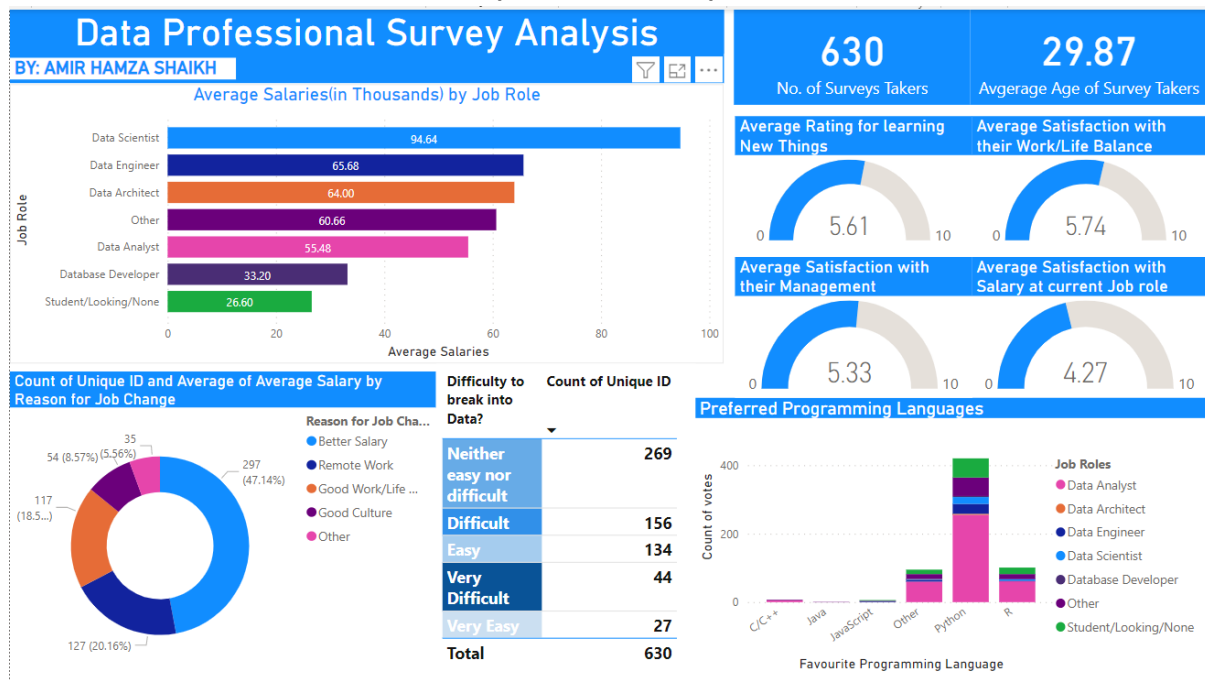 Data Professional Survey Analysis
BY: AMIR HAMZA SHAIKH
630
No. of Surveys Takers
29.87
Avgerage Age of Survey Takers
Average Salaries(in Thousands) by Job Role
Job Role
Data Scientist
94.64
Data Engineer
65.68
Data Architect
64.00
Other
60.66
Data Analyst
55.48
Database Developer
33.20
Student/Looking/None
26.60
0 20 40 60 80 100
Average Salaries
Average Rating for learning
New Things
0 5.61 10
Average Satisfaction with
their Work/Life Balance
0 5.74 10
Average Satisfaction with
their Management
0 5.33 10
Average Satisfaction with
Salary at current Job role
0 4.27 10
Count of Unique ID and Average of Average Salary by
Reason for Job Change
35
(5.56%)
54 (8.57%)
117
(18.5...)
127 (20.16%)
297
(47.14%)
Reason for Job Cha...
Better Salary
Remote Work
Good Work/Life ...
Good Culture
Other
Difficulty to
break into
Data?
Count of Unique ID
Neither
easy nor
difficult
269
Difficult 156
Easy 134
Very
Difficult
44
Very Easy 27
Total 630
Preferred Programming Languages
Count of votes
400
200
0
C/C++
Java
JavaScript
Other
Python
R
Favourite Programming Language
Job Roles
Data Analyst
Data Architect
Data Engineer
Data Scientist
Database Developer
Other
Student/Looking/None